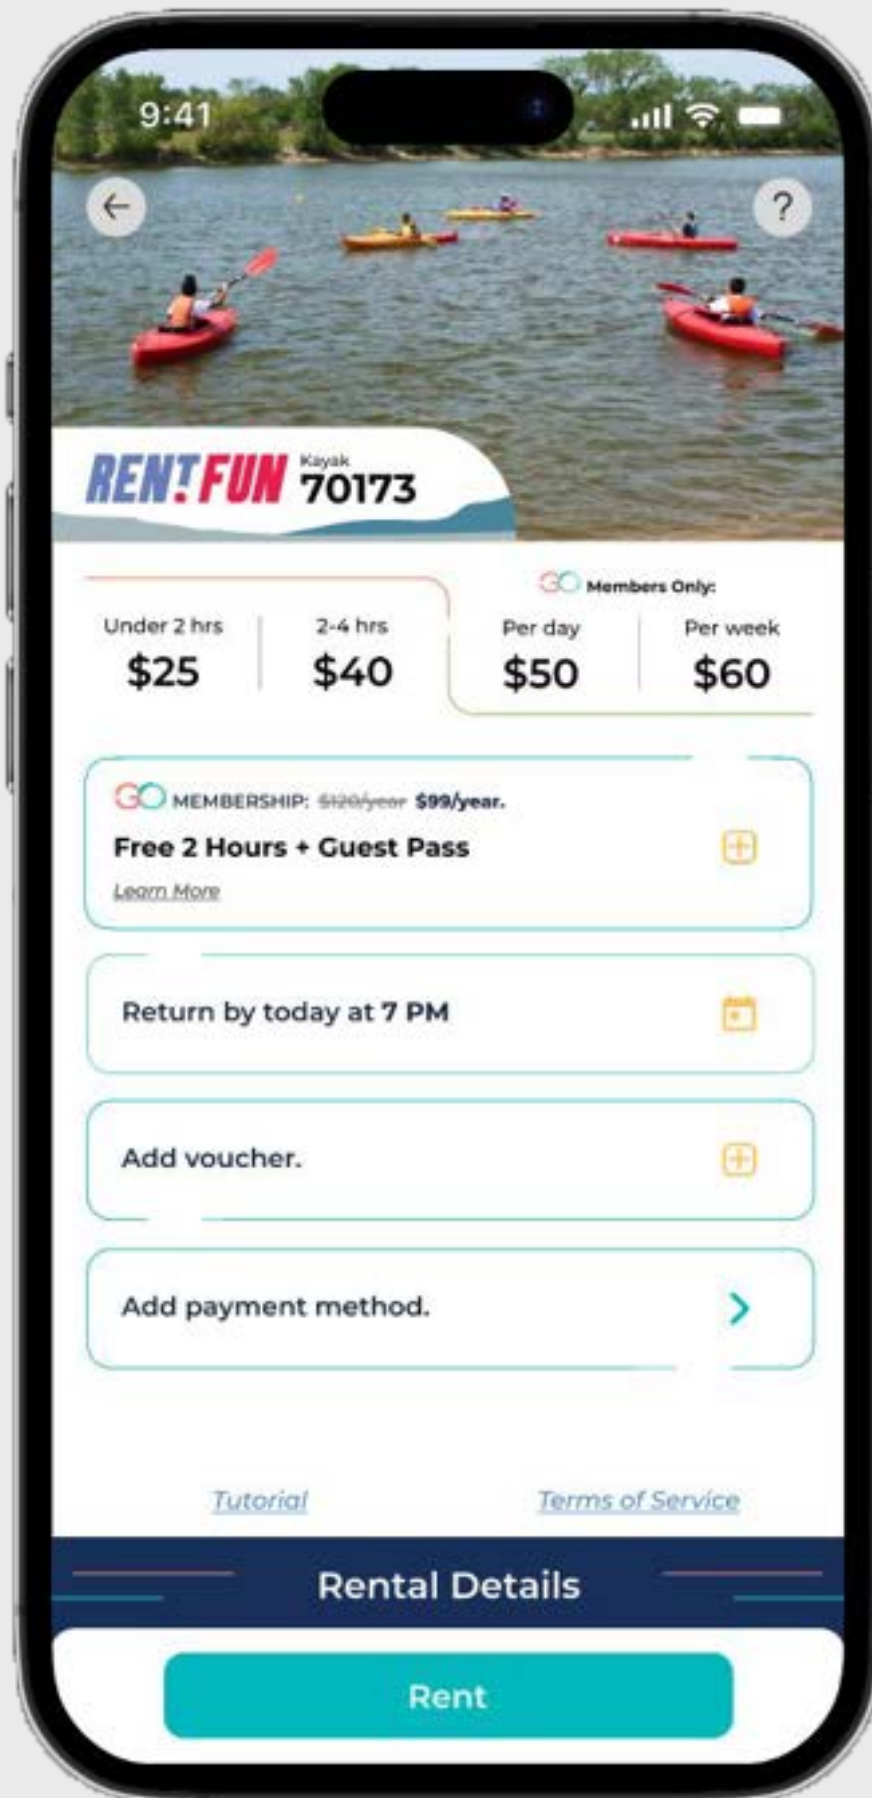 9:41
?
RENT.FUN Kayak 70173
GO Members Only:
Under 2 hrs 2-4 hrs Per day Per week
$25 $40 $50 $60
GO MEMBERSHIP: $120/year $99/year.
Free 2 Hours + Guest Pass
Learn More
Return by today at 7 PM
Add voucher.
Add payment method.
Tutorial Terms of Service
Rental Details
Rent